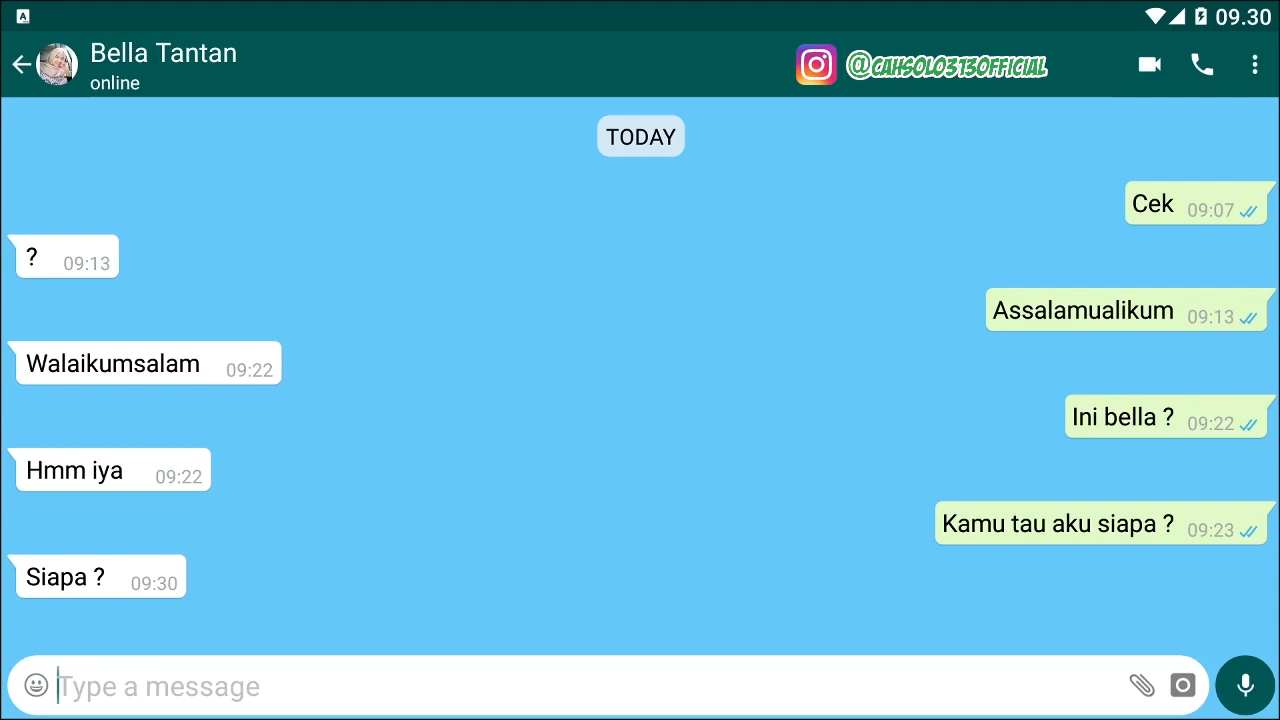 09.30
Bella Tantan
online
@CAHSOLO313OFFICIAL
TODAY
Cek 09:07
? 09:13
Assalamualikum 09:13
Walaikumsalam 09:22
Ini bella ? 09:22
Hmm iya 09:22
Kamu tau aku siapa ? 09:23
Siapa ? 09:30
Type a message